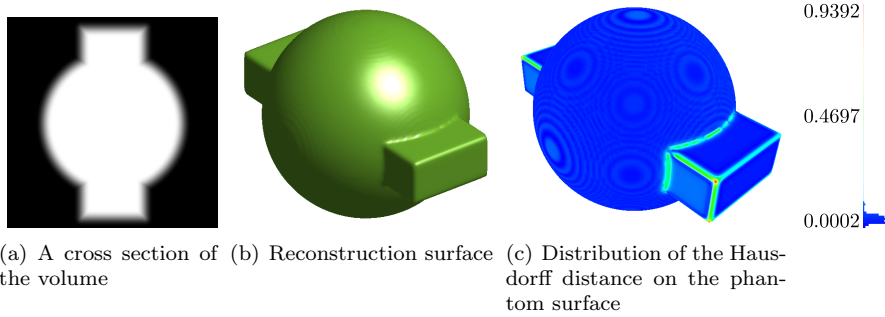 0.9392
0.4697
0.0002
(a) A cross section of
the volume
(b) Reconstruction surface
(c) Distribution of the Haus-
dorff distance on the phan-
tom surface